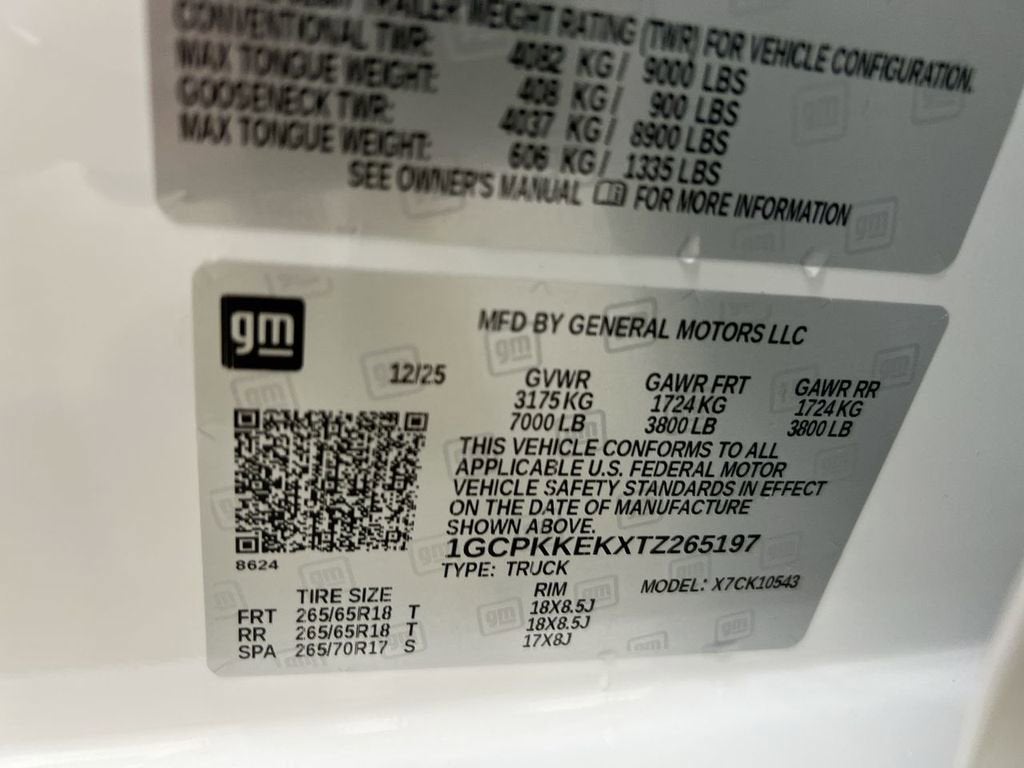 TRAILER WEIGHT RATING (TWR) FOR VEHICLE CONFIGURATION.
CONVENTIONAL TWR: 4082 KG/ 9000 LBS
MAX TONGUE WEIGHT: 408 KG/ 900 LBS
GOOSENECK TWR: 4037 KG/ 8900 LBS
MAX TONGUE WEIGHT: 606 KG/ 1335 LBS
SEE OWNER'S MANUAL FOR MORE INFORMATION
gm
MFD BY GENERAL MOTORS LLC
12/25 GVWR GAWR FRT GAWR RR
3175 KG 1724 KG 1724 KG
7000 LB 3800 LB 3800 LB
THIS VEHICLE CONFORMS TO ALL
APPLICABLE U.S. FEDERAL MOTOR
VEHICLE SAFETY STANDARDS IN EFFECT
ON THE DATE OF MANUFACTURE
SHOWN ABOVE.
1GCPKKEKXTZ265197
8624
TYPE: TRUCK MODEL: X7CK10543
TIRE SIZE RIM
FRT 265/65R18 T 18X8.5J
RR 265/65R18 T 18X8.5J
SPA 265/70R17 S 17X8J